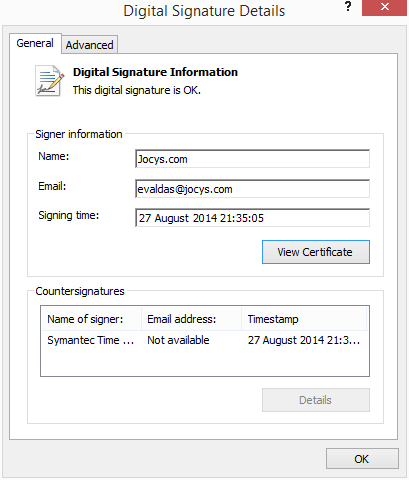 Digital Signature Details
?
General
Advanced
Digital Signature Information
This digital signature is OK.
Signer information
Name:
Jocys.com
Email:
evaldas@jocys.com
Signing time:
27 August 2014 21:35:05
View Certificate
Countersignatures
Name of signer: Email address: Timestamp
Symantec Time ... Not available 27 August 2014 21:3...
Details
OK